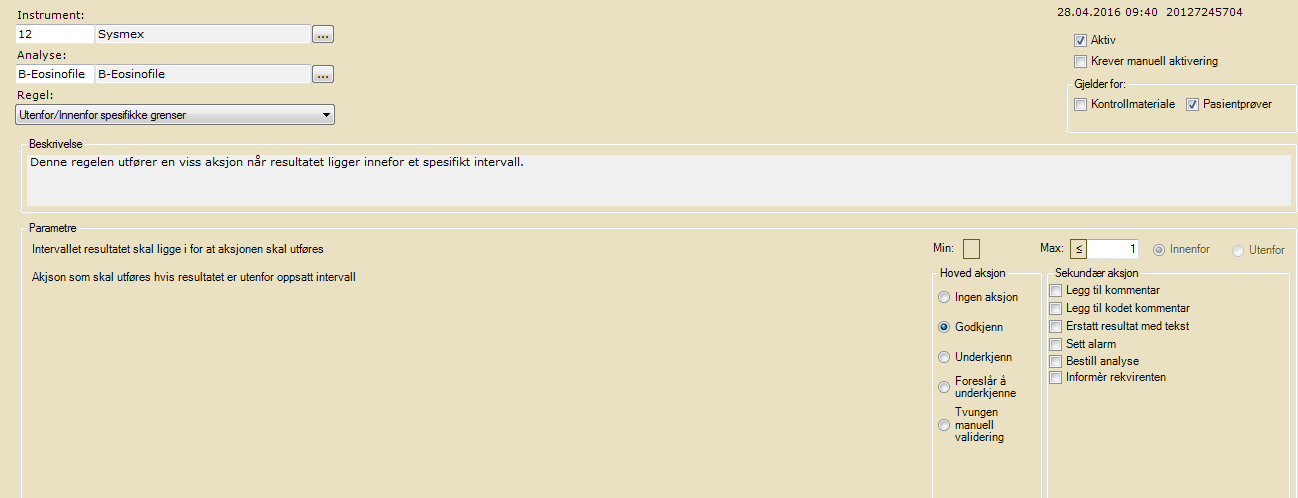 Instrument:
28.04.2016 09:40 20127245704
12 Sysmex ...
Aktiv
Analyse:
Krever manuell aktivering
B-Eosinofile B-Eosinofile ...
Gjelder for:
Regel:
Kontrollmateriale Pasientprøver
Utenfor/Innenfor spesifikke grenser
Beskrivelse
Denne regelen utfører en viss aksjon når resultatet ligger innefor et spesifikt intervall.
Parametre
Intervallet resultatet skal ligge i for at aksjonen skal utføres
Min: Max: ≤ 1 Innenfor Utenfor
Akjson som skal utføres hvis resultatet er utenfor oppsatt intervall
Hoved aksjon
Ingen aksjon
Godkjenn
Underkjenn
Foreslår å
underkjenne
Tvungen
manuell
validering
Sekundær aksjon
Legg til kommentar
Legg til kodet kommentar
Erstatt resultat med tekst
Sett alarm
Bestill analyse
Informèr rekvirenten